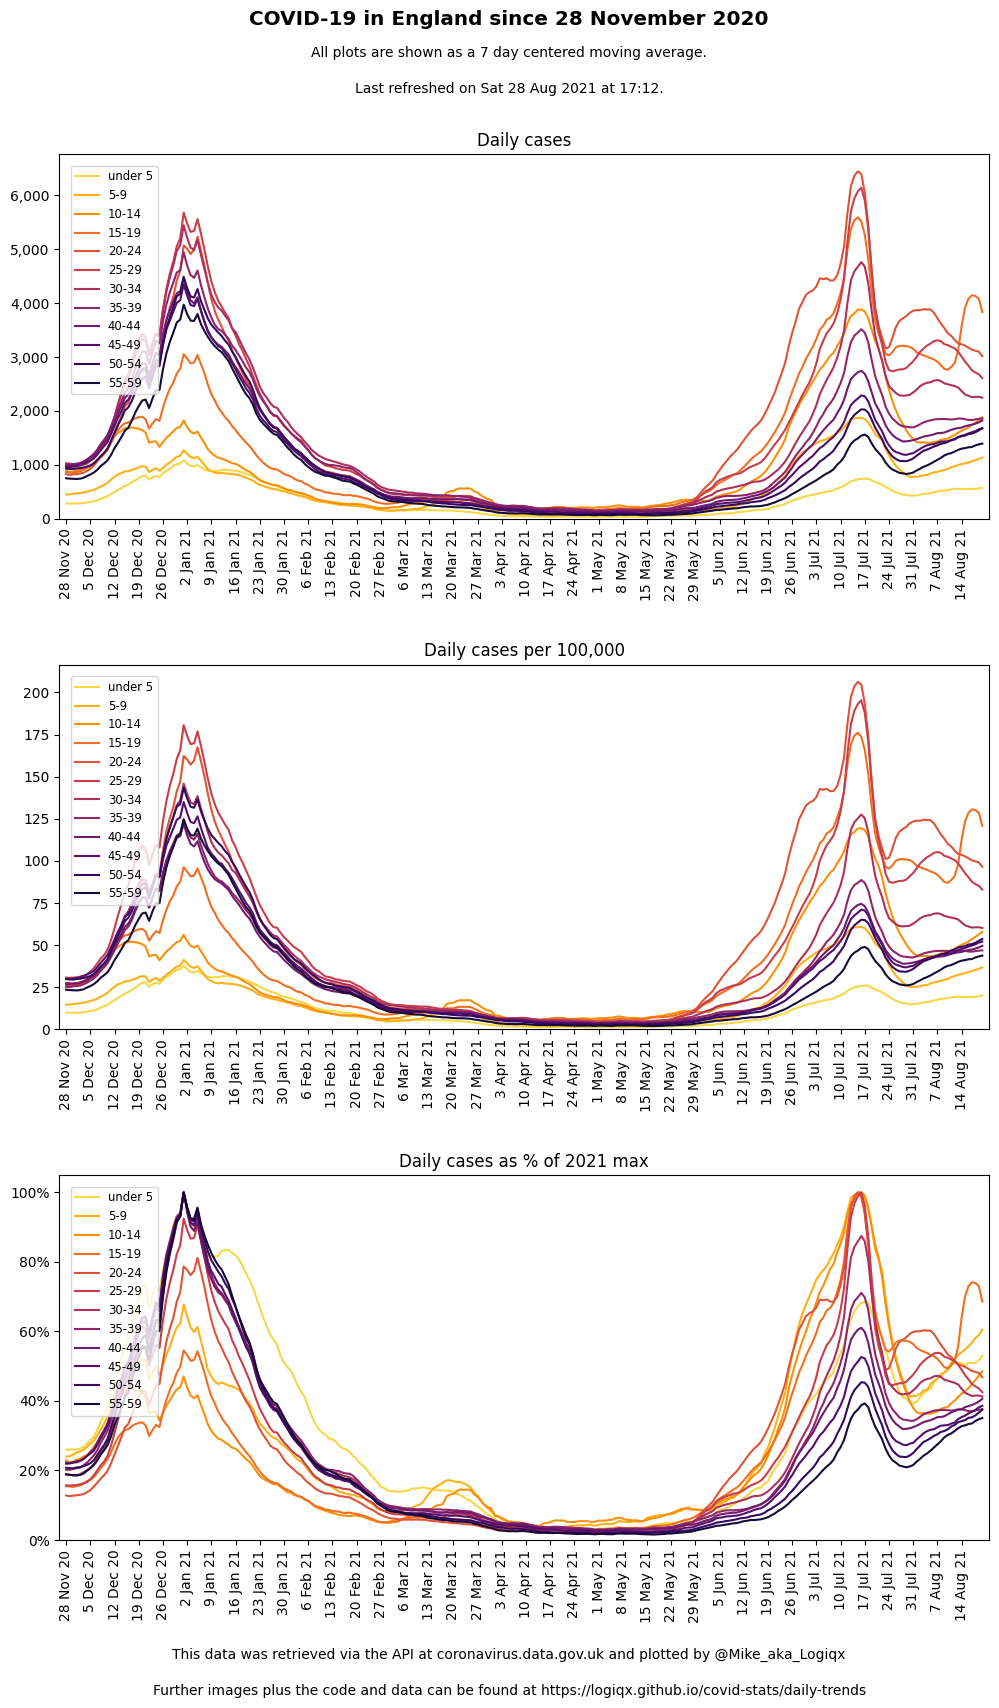 COVID-19 in England since 28 November 2020
All plots are shown as a 7 day centered moving average.
Last refreshed on Sat 28 Aug 2021 at 17:12.
Daily cases
6,000
5,000
4,000
3,000
2,000
1,000
0
under 5
5-9
10-14
15-19
20-24
25-29
30-34
35-39
40-44
45-49
50-54
55-59
28 Nov 20
5 Dec 20
12 Dec 20
19 Dec 20
26 Dec 20
2 Jan 21
9 Jan 21
16 Jan 21
23 Jan 21
30 Jan 21
6 Feb 21
13 Feb 21
20 Feb 21
27 Feb 21
6 Mar 21
13 Mar 21
20 Mar 21
27 Mar 21
3 Apr 21
10 Apr 21
17 Apr 21
24 Apr 21
1 May 21
8 May 21
15 May 21
22 May 21
29 May 21
5 Jun 21
12 Jun 21
19 Jun 21
26 Jun 21
3 Jul 21
10 Jul 21
17 Jul 21
24 Jul 21
31 Jul 21
7 Aug 21
14 Aug 21
Daily cases per 100,000
200
175
150
125
100
75
50
25
0
under 5
5-9
10-14
15-19
20-24
25-29
30-34
35-39
40-44
45-49
50-54
55-59
28 Nov 20
5 Dec 20
12 Dec 20
19 Dec 20
26 Dec 20
2 Jan 21
9 Jan 21
16 Jan 21
23 Jan 21
30 Jan 21
6 Feb 21
13 Feb 21
20 Feb 21
27 Feb 21
6 Mar 21
13 Mar 21
20 Mar 21
27 Mar 21
3 Apr 21
10 Apr 21
17 Apr 21
24 Apr 21
1 May 21
8 May 21
15 May 21
22 May 21
29 May 21
5 Jun 21
12 Jun 21
19 Jun 21
26 Jun 21
3 Jul 21
10 Jul 21
17 Jul 21
24 Jul 21
31 Jul 21
7 Aug 21
14 Aug 21
Daily cases as % of 2021 max
100%
80%
60%
40%
20%
0%
under 5
5-9
10-14
15-19
20-24
25-29
30-34
35-39
40-44
45-49
50-54
55-59
28 Nov 20
5 Dec 20
12 Dec 20
19 Dec 20
26 Dec 20
2 Jan 21
9 Jan 21
16 Jan 21
23 Jan 21
30 Jan 21
6 Feb 21
13 Feb 21
20 Feb 21
27 Feb 21
6 Mar 21
13 Mar 21
20 Mar 21
27 Mar 21
3 Apr 21
10 Apr 21
17 Apr 21
24 Apr 21
1 May 21
8 May 21
15 May 21
22 May 21
29 May 21
5 Jun 21
12 Jun 21
19 Jun 21
26 Jun 21
3 Jul 21
10 Jul 21
17 Jul 21
24 Jul 21
31 Jul 21
7 Aug 21
14 Aug 21
This data was retrieved via the API at coronavirus.data.gov.uk and plotted by @Mike_aka_Logiqx
Further images plus the code and data can be found at https://logiqx.github.io/covid-stats/daily-trends